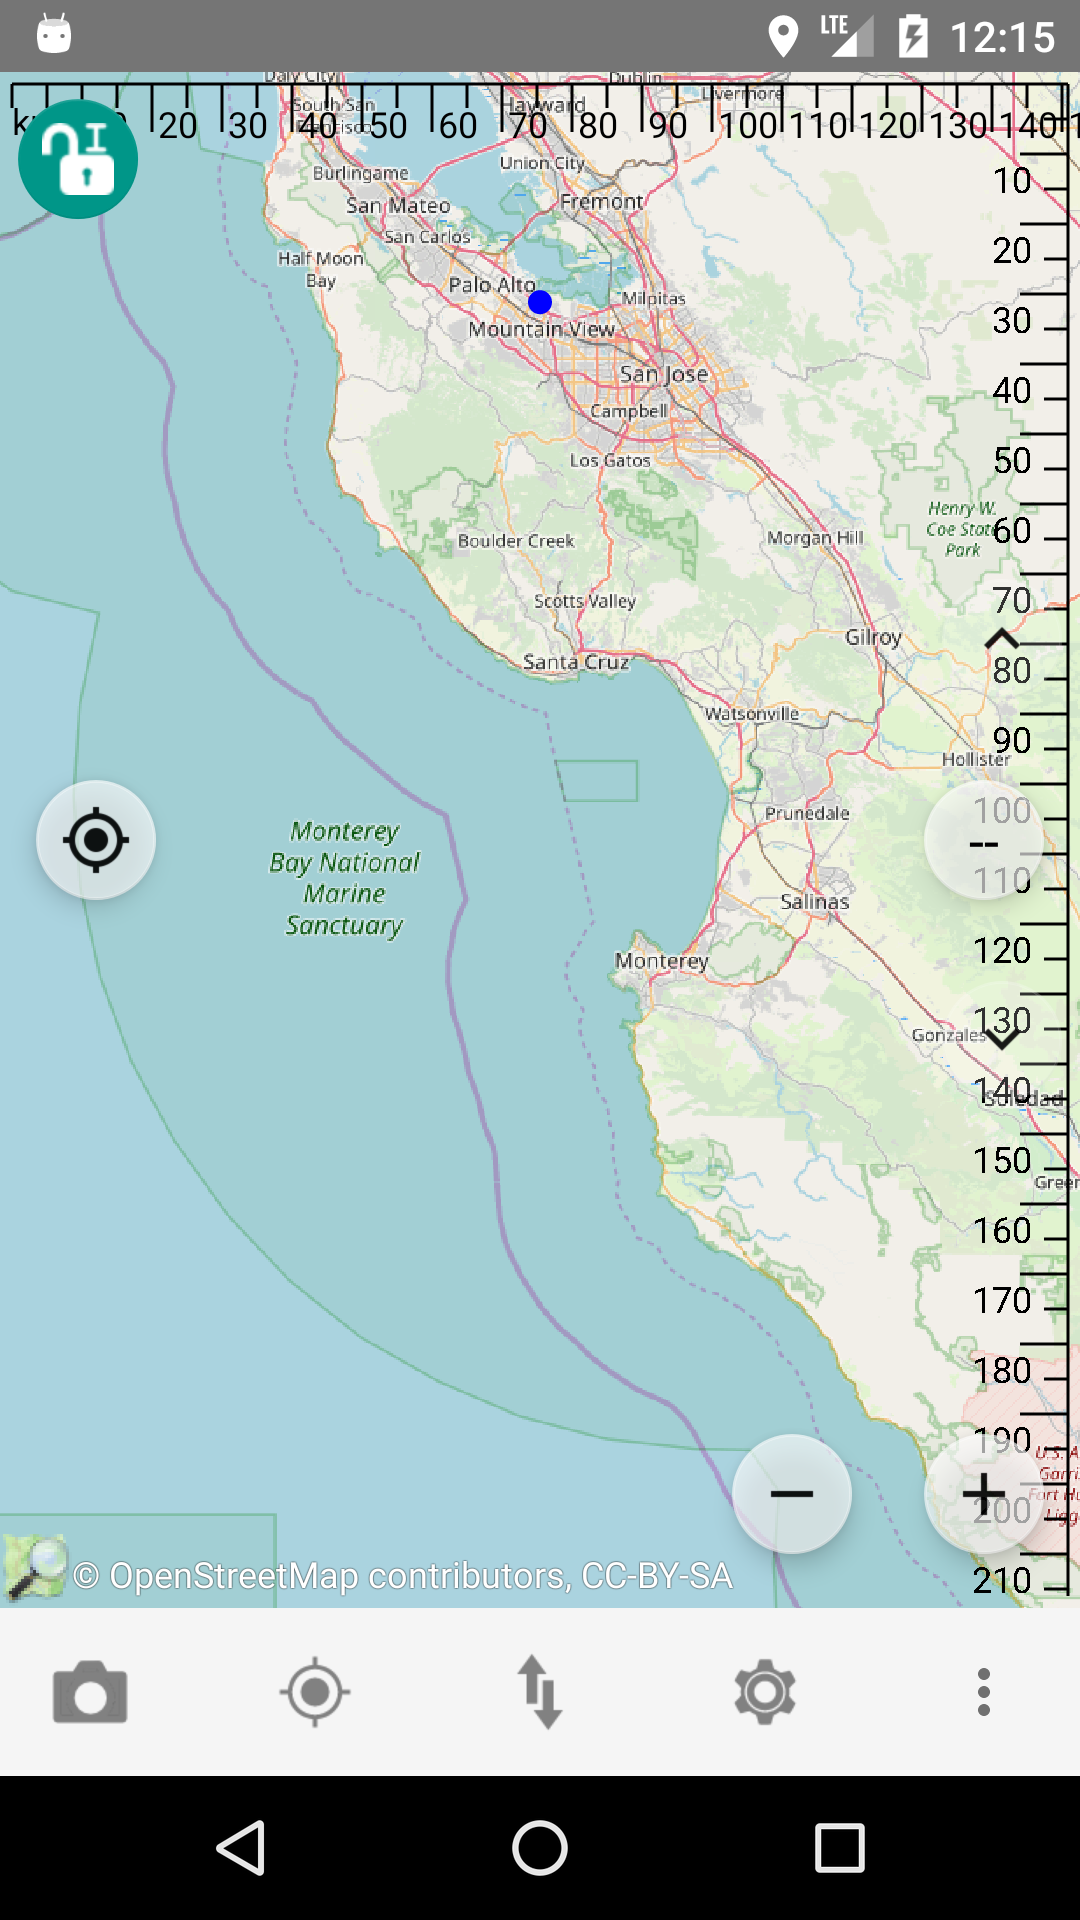 LTE 12:15
Daly City
Dublin
Livermore
South San
Hayward
20 30 40 50 60 70 80 90 100 110 120 130 140
Union City
Burlingame
10
San Mateo
Fremont
San Carlos
20
Half Moon
Bay
Palo Alto
Milpitas
30
Mountain View
San Jose
40
Campbell
50
Los Gatos
Henry W.
Coe State
Park
60
Morgan Hill
Boulder Creek
70
Scotts Valley
Gilroy
80
Santa Cruz
Watsonville
90
Hollister
100
Prunedale
Monterey
Bay National
Marine
Sanctuary
--
110
Salinas
120
Monterey
130
Gonzales
140
Soledad
150
Green
160
170
180
190
U.S. A
Garri
Fort Hu
Ligg
200
210
© OpenStreetMap contributors, CC-BY-SA